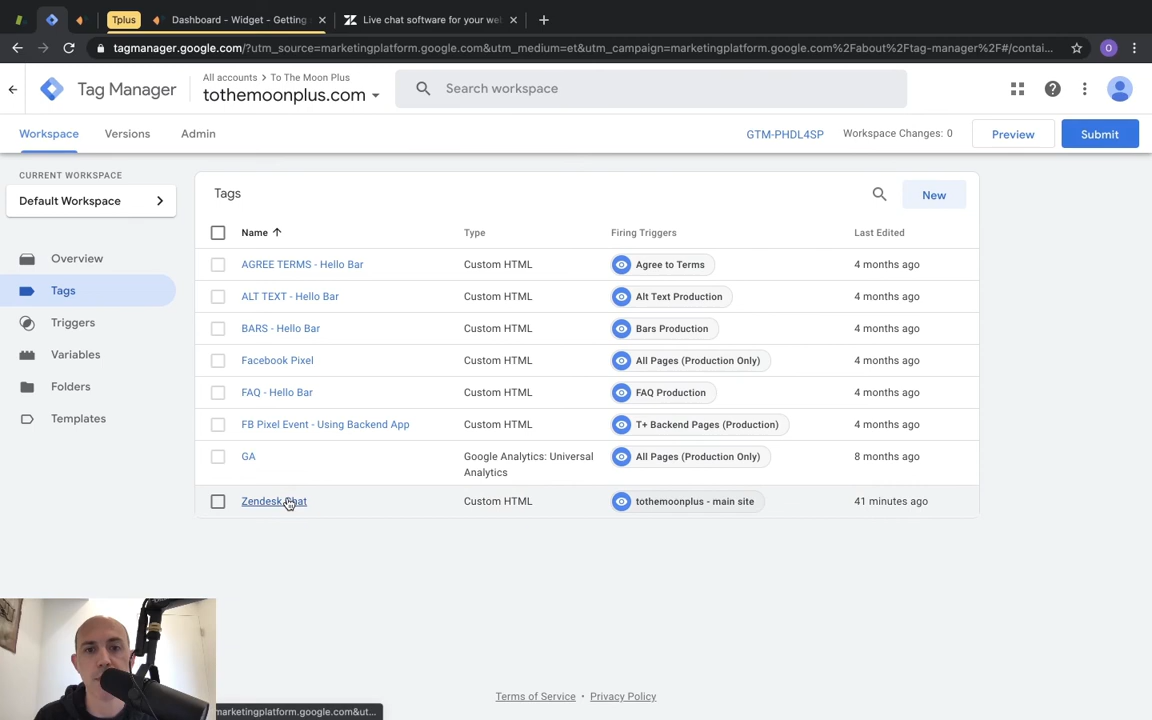 Tplus
Dashboard - Widget - Getting
Live chat software for your we
tagmanager.google.com/?utm_source=marketingplatform.google.com&utm_medium=et&utm_campaign=marketingplatform.google.com%2Fabout%2Ftag-manager%2F#/contai...
O
Tag Manager
All accounts > To The Moon Plus
tothemoonplus.com
Search workspace
Workspace
Versions
Admin
GTM-PHDL4SP
Workspace Changes: 0
Preview
Submit
CURRENT WORKSPACE
Default Workspace
Overview
Tags
Triggers
Variables
Folders
Templates
Tags
New
Name
Type
Firing Triggers
Last Edited
AGREE TERMS - Hello Bar
Custom HTML
Agree to Terms
4 months ago
ALT TEXT - Hello Bar
Custom HTML
Alt Text Production
4 months ago
BARS - Hello Bar
Custom HTML
Bars Production
4 months ago
Facebook Pixel
Custom HTML
All Pages (Production Only)
4 months ago
FAQ - Hello Bar
Custom HTML
FAQ Production
4 months ago
FB Pixel Event - Using Backend App
Custom HTML
T+ Backend Pages (Production)
4 months ago
GA
Google Analytics: Universal
Analytics
All Pages (Production Only)
8 months ago
Zendesk Chat
Custom HTML
tothemoonplus - main site
41 minutes ago
Terms of Service
Privacy Policy
marketingplatform.google.com&ut...